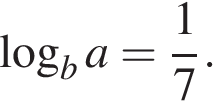 log_b a = 1/7.